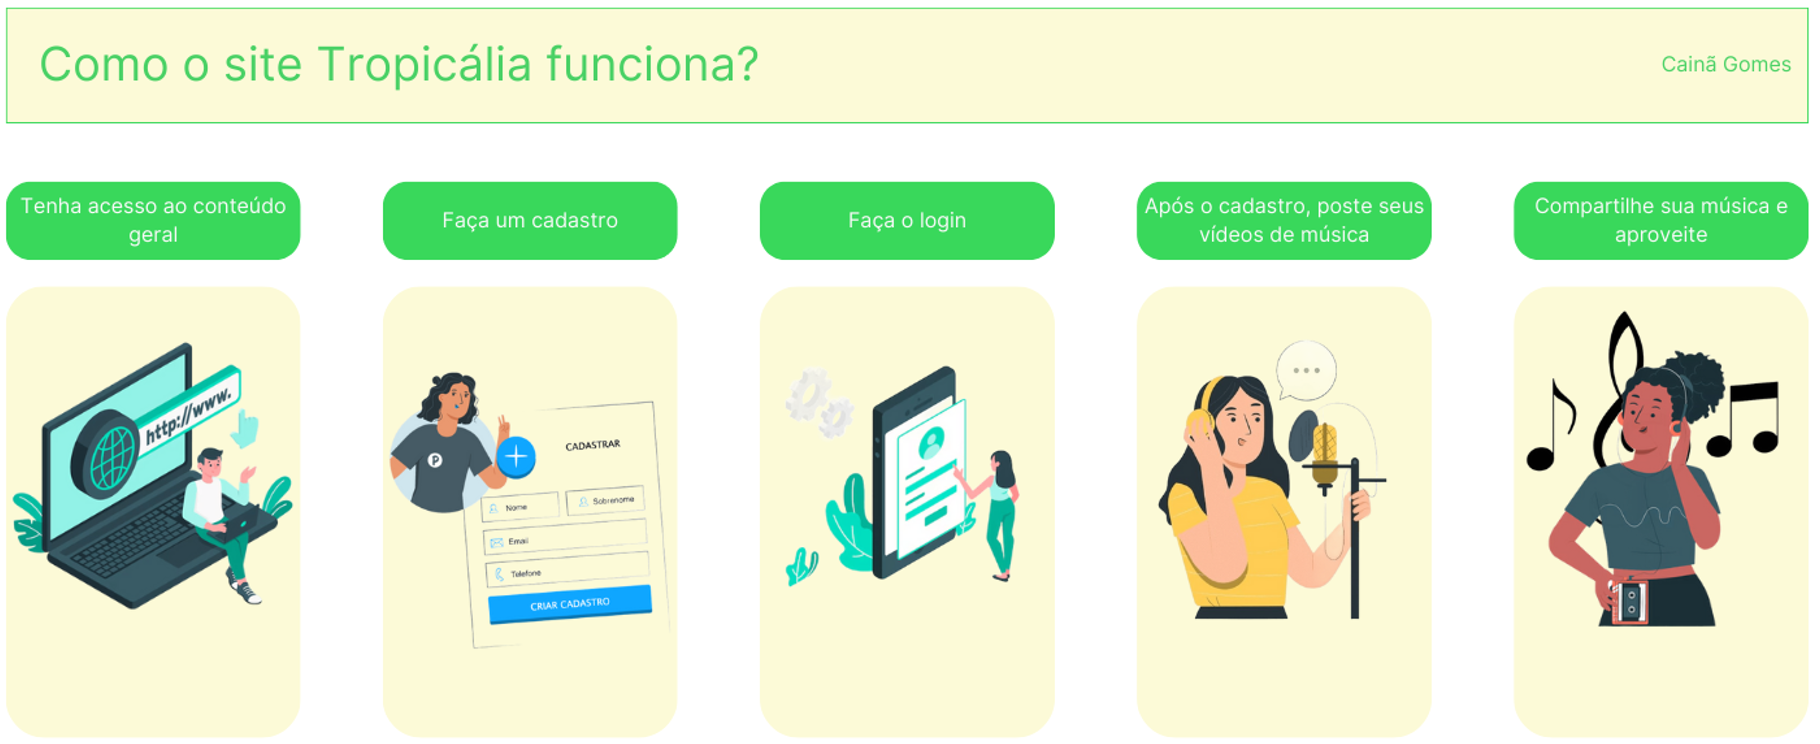 Como o site Tropicália funciona?
Cainã Gomes
Tenha acesso ao conteúdo
geral
Faça um cadastro
Faça o login
Após o cadastro, poste seus
vídeos de música
Compartilhe sua música e
aproveite
http://www.
P
CADASTRAR
Nome
Sobrenome
Email
Telefone
CRIAR CADASTRO